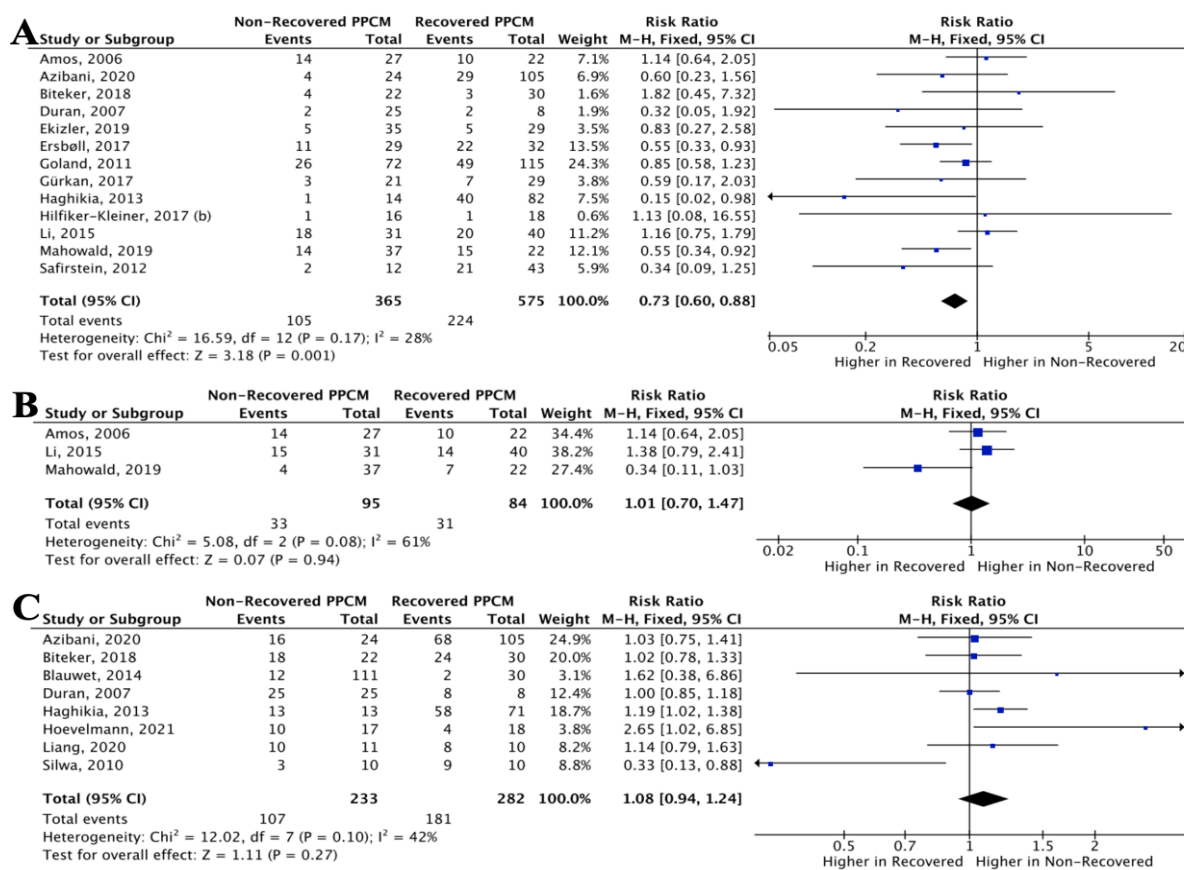 A
Non-Recovered PPCM Recovered PPCM Risk Ratio Risk Ratio
Study or Subgroup Events Total Events Total Weight M-H, Fixed, 95% CI M-H, Fixed, 95% CI
Amos, 2006 14 27 10 22 7.1% 1.14 [0.64, 2.05]
Azibani, 2020 4 24 29 105 6.9% 0.60 [0.23, 1.56]
Biteker, 2018 4 22 3 30 1.6% 1.82 [0.45, 7.32]
Duran, 2007 2 25 2 8 2.7% 0.32 [0.05, 1.92]
Ekizler, 2019 5 35 5 29 3.5% 0.83 [0.27, 2.58]
Ersbøll, 2017 11 29 22 32 13.5% 0.55 [0.33, 0.93]
Goland, 2011 26 72 49 115 24.3% 0.85 [0.58, 1.23]
Gürkan, 2017 3 21 7 29 3.8% 0.59 [0.17, 2.03]
Haghikia, 2013 1 14 40 82 7.5% 0.15 [0.02, 0.98]
Hilfiker-Kleiner, 2017 (b) 1 16 1 18 0.6% 1.13 [0.08, 16.55]
Li, 2015 18 31 20 40 11.2% 1.16 [0.75, 1.79]
Mahowald, 2019 14 37 15 22 12.1% 0.55 [0.34, 0.92]
Safirstein, 2012 2 12 21 43 5.9% 0.34 [0.09, 1.25]
Total (95% CI) 365 575 100.0% 0.73 [0.60, 0.88]
Total events 105 224
Heterogeneity: Chi² = 16.59, df = 12 (P = 0.17); I² = 28%
Test for overall effect: Z = 3.18 (P = 0.001)
0.05 0.2 1 5 20
Higher in Recovered Higher in Non-Recovered
B
Non-Recovered PPCM Recovered PPCM Risk Ratio Risk Ratio
Study or Subgroup Events Total Events Total Weight M-H, Fixed, 95% CI M-H, Fixed, 95% CI
Amos, 2006 14 27 10 22 34.4% 1.14 [0.64, 2.05]
Li, 2015 15 31 14 40 38.2% 1.38 [0.79, 2.41]
Mahowald, 2019 4 37 7 22 27.4% 0.34 [0.11, 1.03]
Total (95% CI) 95 84 100.0% 1.01 [0.70, 1.47]
Total events 33 31
Heterogeneity: Chi² = 5.08, df = 2 (P = 0.08); I² = 61%
Test for overall effect: Z = 0.07 (P = 0.94)
0.02 0.1 1 10 50
Higher in Recovered Higher in Non-Recovered
C
Non-Recovered PPCM Recovered PPCM Risk Ratio Risk Ratio
Study or Subgroup Events Total Events Total Weight M-H, Fixed, 95% CI M-H, Fixed, 95% CI
Azibani, 2020 16 24 68 105 24.9% 1.03 [0.75, 1.41]
Biteker, 2018 18 22 24 30 20.0% 1.02 [0.78, 1.33]
Blauwet, 2014 12 111 2 30 3.1% 1.62 [0.38, 6.86]
Duran, 2007 25 25 8 8 12.4% 1.00 [0.85, 1.18]
Haghikia, 2013 13 13 58 71 18.7% 1.19 [1.02, 1.38]
Hoevelmann, 2021 10 17 4 18 3.8% 2.65 [1.02, 6.85]
Liang, 2020 10 11 8 10 8.2% 1.14 [0.79, 1.63]
Silwa, 2010 3 10 9 10 8.8% 0.33 [0.13, 0.88]
Total (95% CI) 233 282 100.0% 1.08 [0.94, 1.24]
Total events 107 181
Heterogeneity: Chi² = 12.02, df = 7 (P = 0.10); I² = 42%
Test for overall effect: Z = 1.11 (P = 0.27)
0.5 0.7 1 1.5 2
Higher in Recovered Higher in Non-Recovered